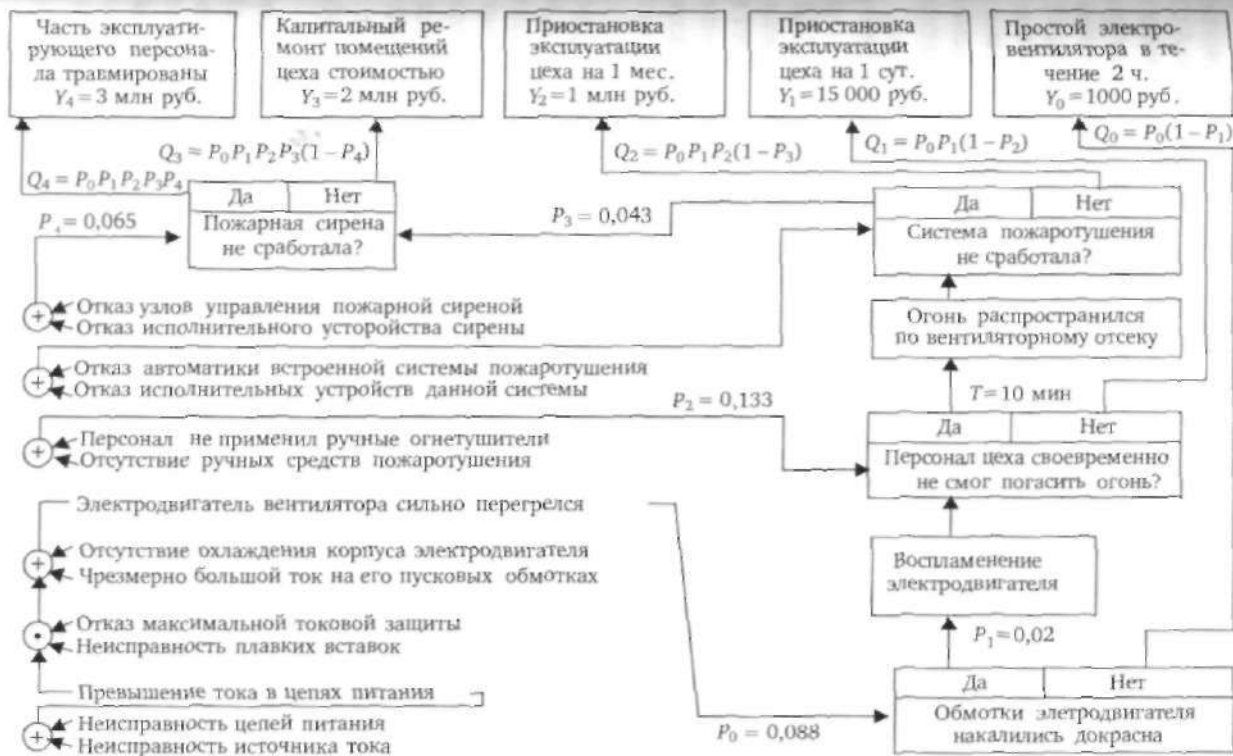 Часть эксплуати-
рующего персона-
ла травмированы
Y₄ = 3 млн руб.
Капитальный ре-
монт помещений
цеха стоимостью
Y₃ = 2 млн руб.
Приостановка
эксплуатации
цеха на 1 мес.
Y₂ = 1 млн руб.
Приостановка
эксплуатации
цеха на 1 сут.
Y₁ = 15 000 руб.
Простой электро-
вентилятора в те-
чение 2 ч.
Y₀ = 1000 руб.
Q₃ = P₀P₁P₂P₃(1 – P₄)
Q₂ = P₀P₁P₂(1 – P₃)
Q₁ = P₀P₁(1 – P₂)
Q₀ = P₀(1 – P₁)
Q₄ = P₀P₁P₂P₃P₄
Да Нет
Пожарная сирена
не сработала?
P₄ = 0,065
P₃ = 0,043
Да Нет
Система пожаротушения
не сработала?
Отказ узлов управления пожарной сиреной
+
Отказ исполнительного усторойства сирены
Огонь распространился
по вентиляторному отсеку
Отказ автоматики встроенной системы пожаротушения
+
Отказ исполнительных устройств данной системы
P₂ = 0,133
T = 10 мин
Да Нет
Персонал цеха своевременно
не смог погасить огонь?
Персонал не применил ручные огнетушители
+
Отсутствие ручных средств пожаротушения
Электродвигатель вентилятора сильно перегрелся
Отсутствие охлаждения корпуса электродвигателя
+
Чрезмерно большой ток на его пусковых обмотках
Воспламенение
электродвигателя
Отказ максимальной токовой защиты
•
Неисправность плавких вставок
P₁ = 0,02
Превышение тока в цепях питания
Да Нет
Обмотки элетродвигателя
накалились докрасна
Неисправность цепей питания
+
Неисправность источника тока
P₀ = 0,088